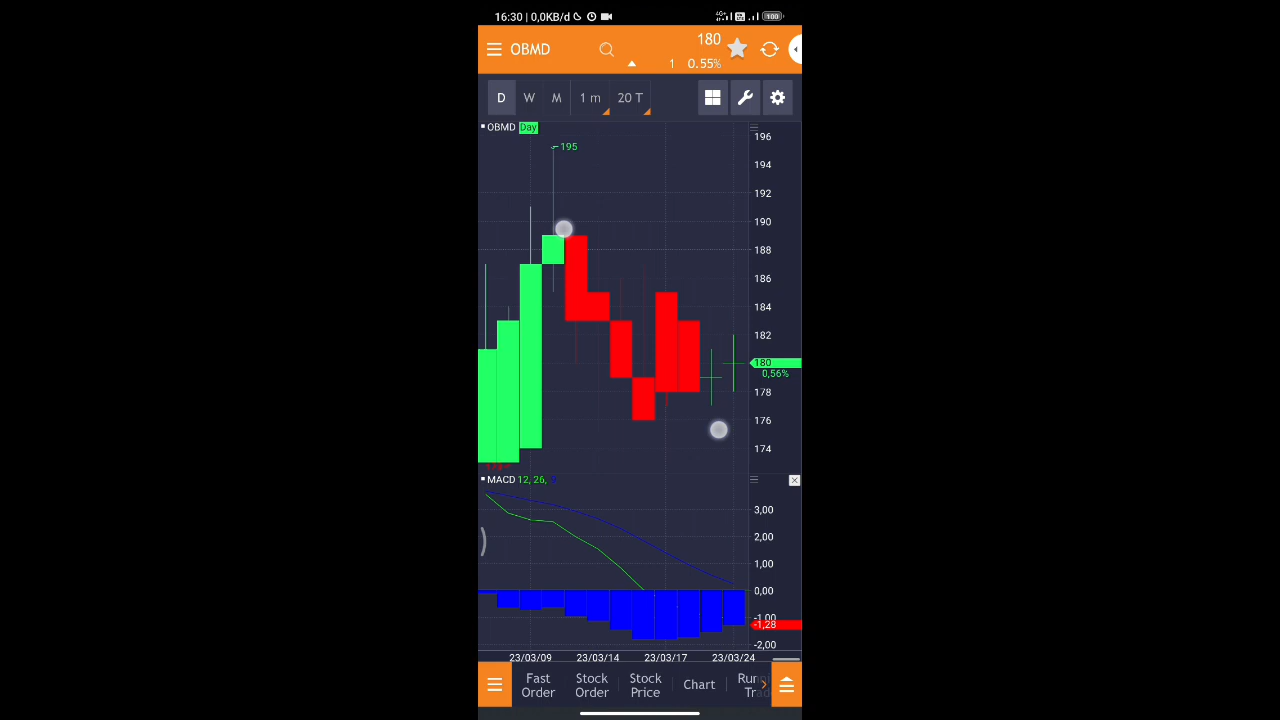 16:30 | 0,0KB/d
4G+ 100
OBMD
180
1 0.55%
D W M 1 m 20 T
OBMD Day
195
196
194
192
190
188
186
184
182
180
0,56%
178
176
174
MACD 12, 26, 9
3,00
2,00
1,00
0,00
-1,00
-1,28
-2,00
23/03/09 23/03/14 23/03/17 23/03/24
Fast Order
Stock Order
Stock Price
Chart